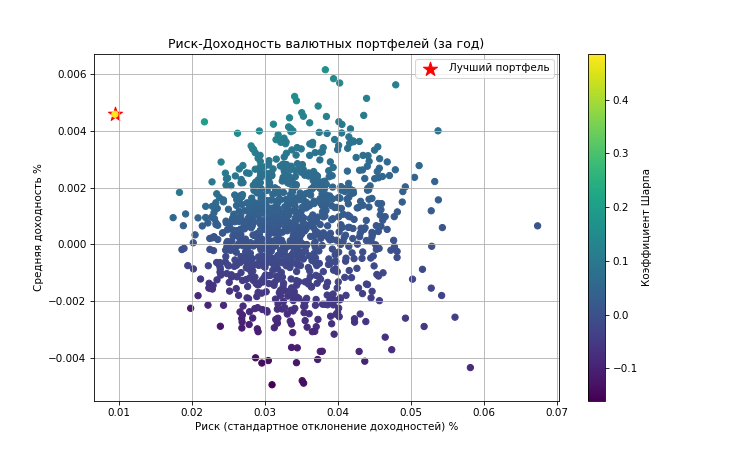 Риск-Доходность валютных портфелей (за год)
Лучший портфель
Средняя доходность %
0.006
0.004
0.002
0.000
−0.002
−0.004
0.01 0.02 0.03 0.04 0.05 0.06 0.07
Риск (стандартное отклонение доходностей) %
0.4
0.3
0.2
0.1
0.0
−0.1
Коэффициент Шарпа